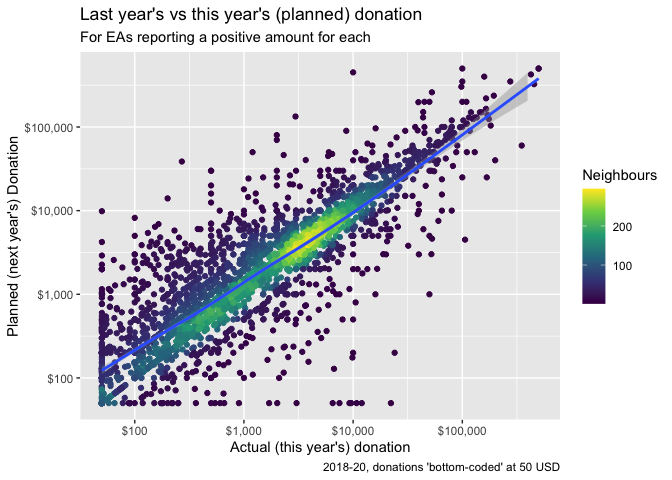 Last year's vs this year's (planned) donation
For EAs reporting a positive amount for each
Planned (next year's) Donation
$100,000
$10,000
$1,000
$100
$100
$1,000
$10,000
$100,000
Actual (this year's) donation
2018-20, donations 'bottom-coded' at 50 USD
Neighbours
200
100